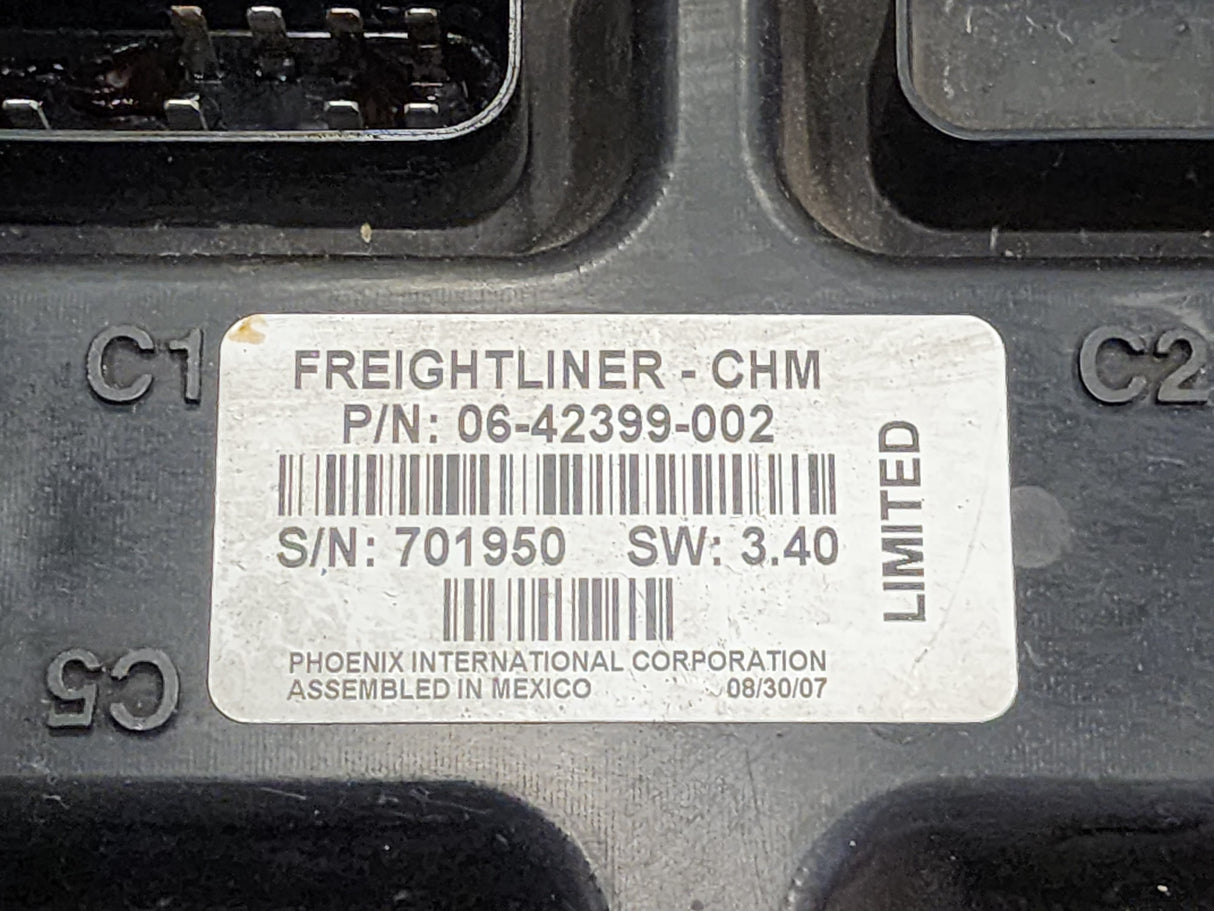 C1
C2
FREIGHTLINER - CHM
P/N: 06-42399-002
S/N: 701950 SW: 3.40
LIMITED
PHOENIX INTERNATIONAL CORPORATION
ASSEMBLED IN MEXICO 08/30/07
C5